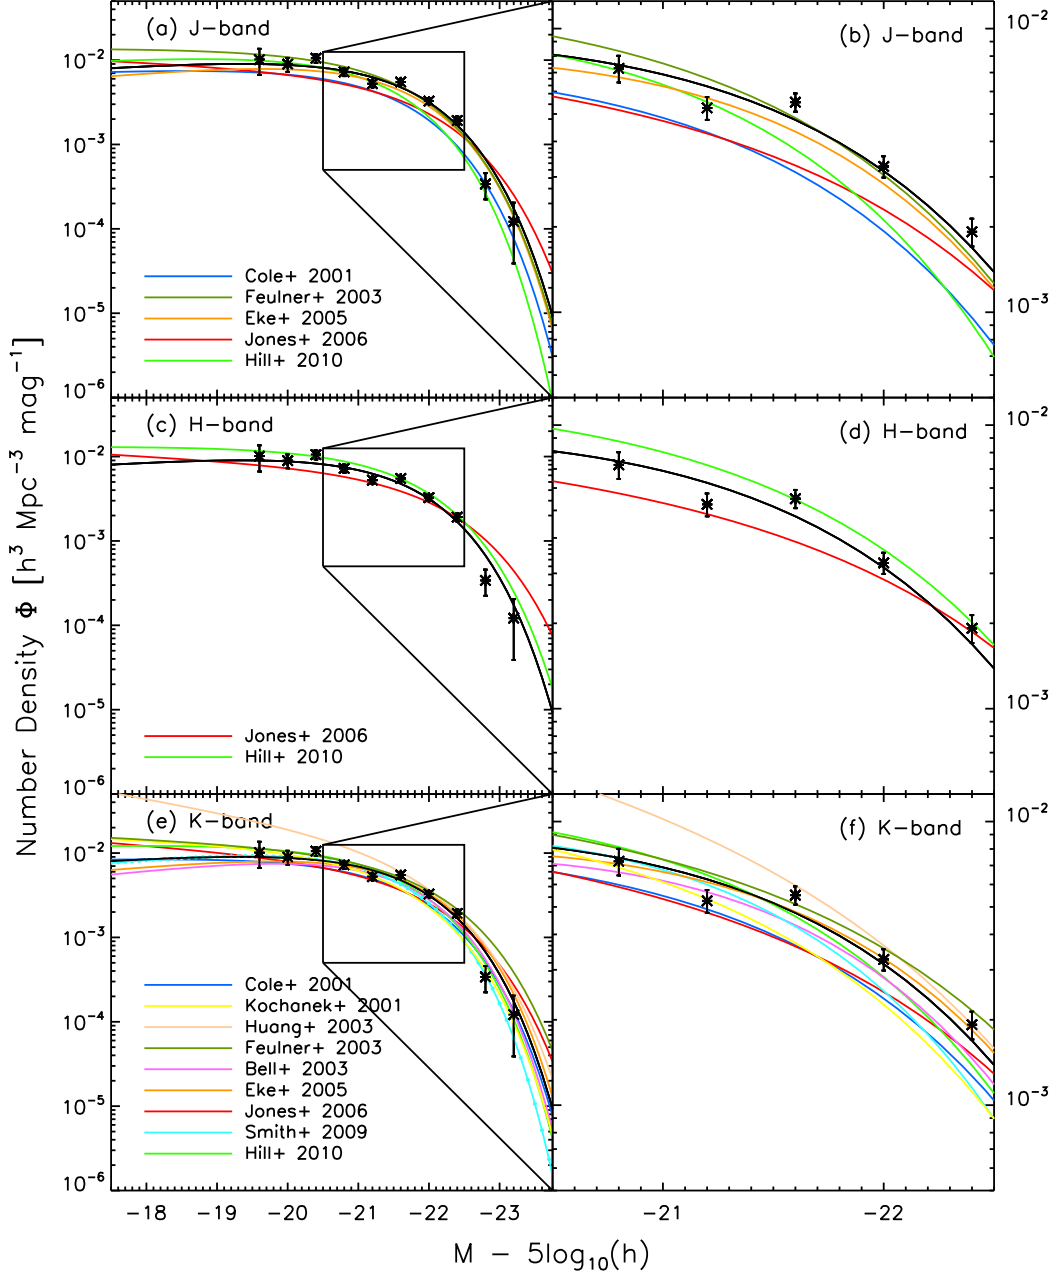 (a) J-band
(b) J-band
10⁻²
10⁻²
10⁻³
10⁻⁴
10⁻⁵
10⁻⁶
10⁻³
Cole+ 2001
Feulner+ 2003
Eke+ 2005
Jones+ 2006
Hill+ 2010
(c) H-band
(d) H-band
10⁻²
10⁻²
10⁻³
10⁻⁴
10⁻⁵
10⁻⁶
10⁻³
Jones+ 2006
Hill+ 2010
(e) K-band
(f) K-band
10⁻²
10⁻²
10⁻³
10⁻⁴
10⁻⁵
10⁻⁶
10⁻³
Cole+ 2001
Kochanek+ 2001
Huang+ 2003
Feulner+ 2003
Bell+ 2003
Eke+ 2005
Jones+ 2006
Smith+ 2009
Hill+ 2010
-18 -19 -20 -21 -22 -23
-21 -22
M - 5log₁₀(h)
Number Density Φ [h³ Mpc⁻³ mag⁻¹]